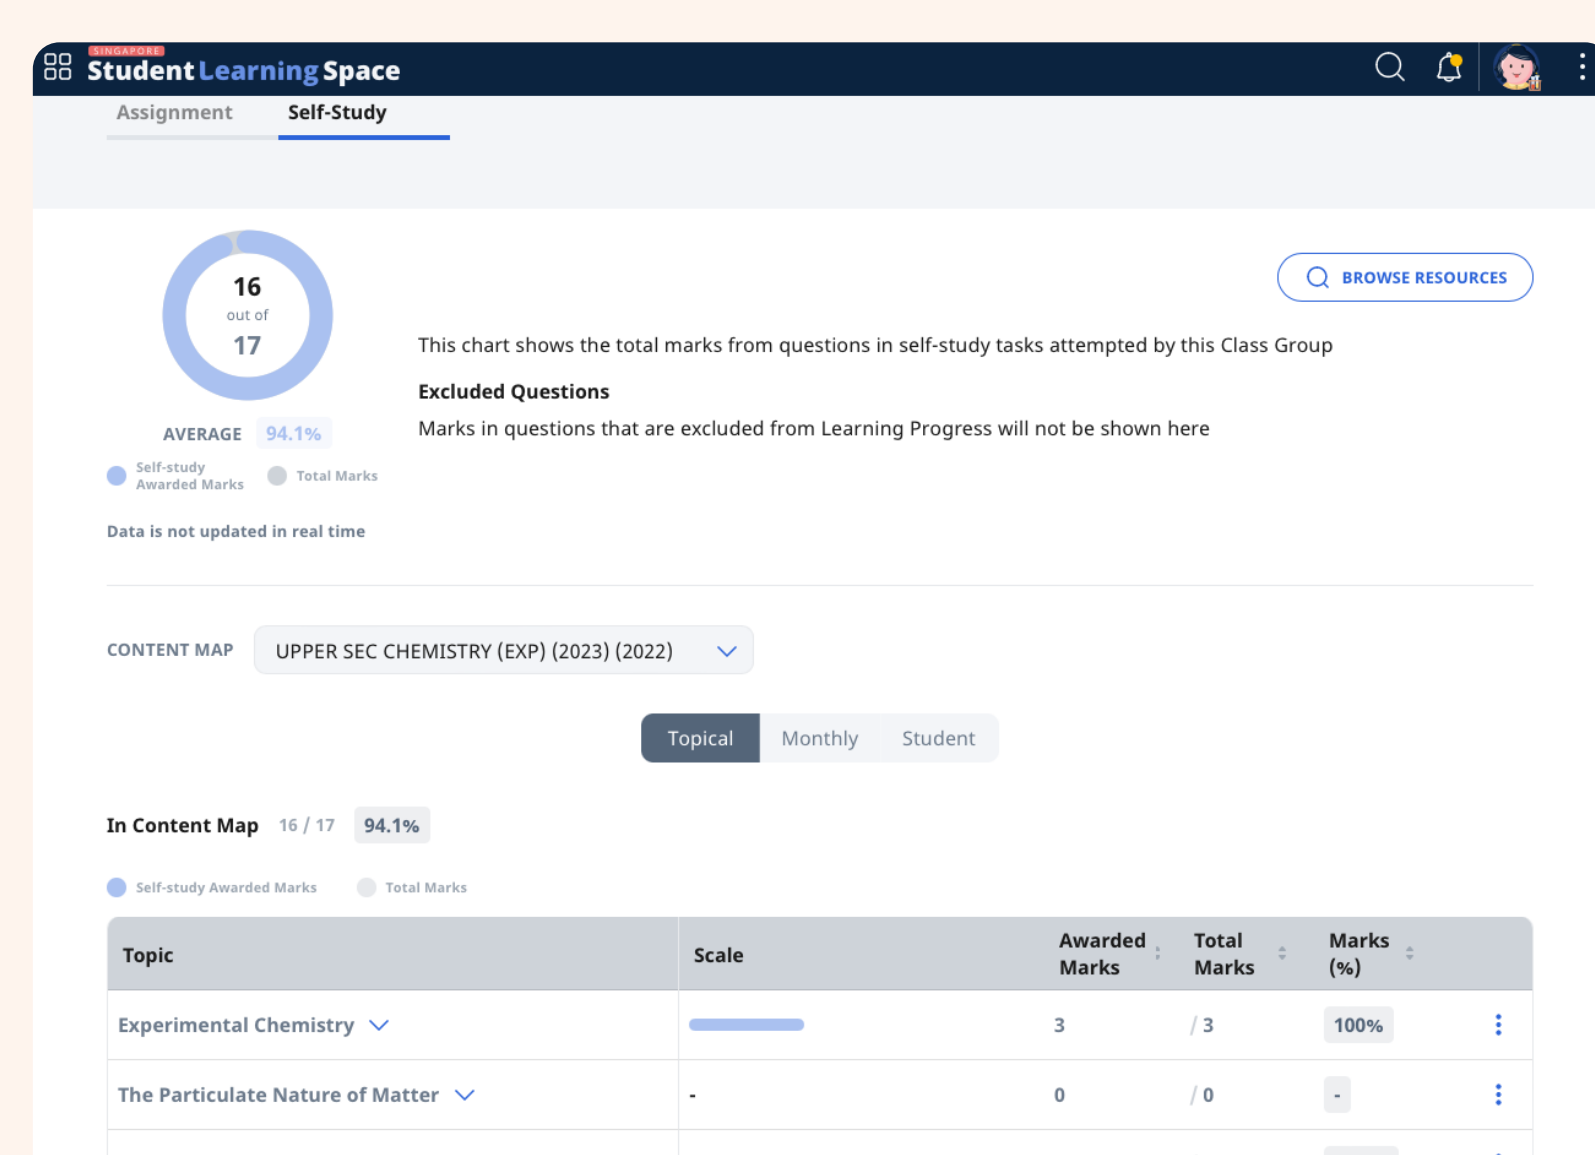 SINGAPORE
Student Learning Space
Assignment Self-Study
16
out of
17
BROWSE RESOURCES
This chart shows the total marks from questions in self-study tasks attempted by this Class Group
Excluded Questions
Marks in questions that are excluded from Learning Progress will not be shown here
AVERAGE 94.1%
Self-study
Awarded Marks
Total Marks
Data is not updated in real time
CONTENT MAP UPPER SEC CHEMISTRY (EXP) (2023) (2022)
Topical Monthly Student
In Content Map 16 / 17 94.1%
Self-study Awarded Marks Total Marks
Topic Scale Awarded Marks Total Marks Marks (%)
Experimental Chemistry 3 / 3 100%
The Particulate Nature of Matter - 0 / 0 -